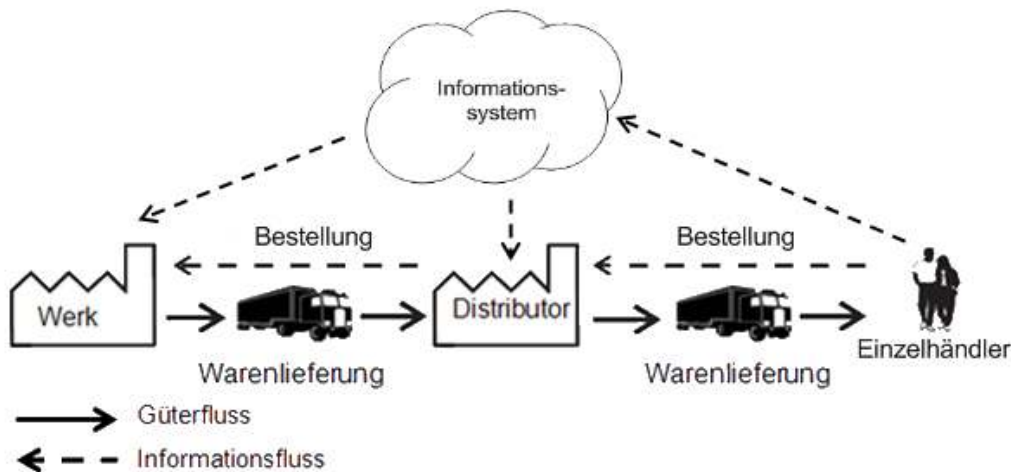 Informations-
system
Bestellung
Bestellung
Werk
Distributor
Einzelhändler
Warenlieferung
Warenlieferung
Güterfluss
Informationsfluss